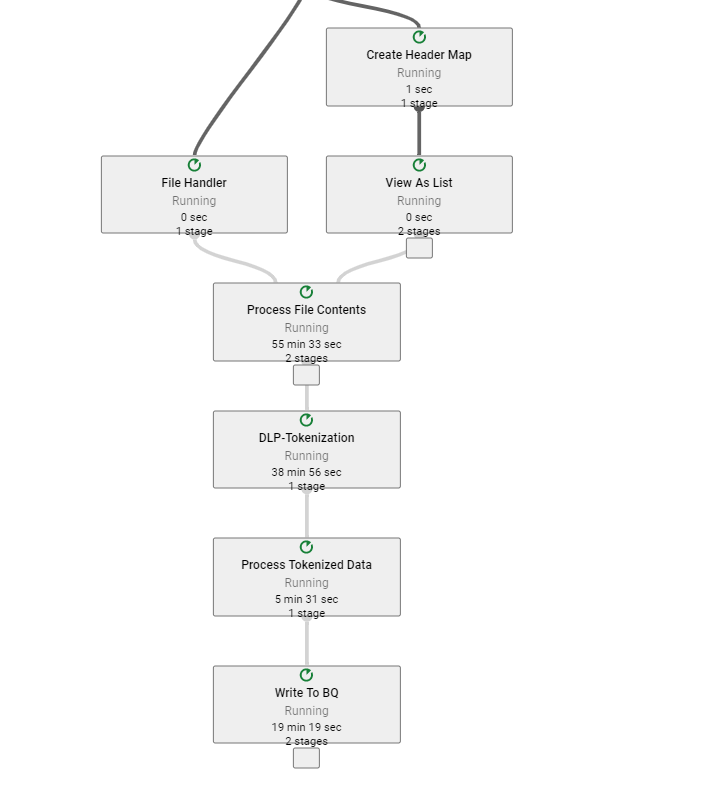 Create Header Map
Running
1 sec
1 stage
File Handler
Running
0 sec
1 stage
View As List
Running
0 sec
2 stages
Process File Contents
Running
55 min 33 sec
2 stages
DLP-Tokenization
Running
38 min 56 sec
1 stage
Process Tokenized Data
Running
5 min 31 sec
1 stage
Write To BQ
Running
19 min 19 sec
2 stages